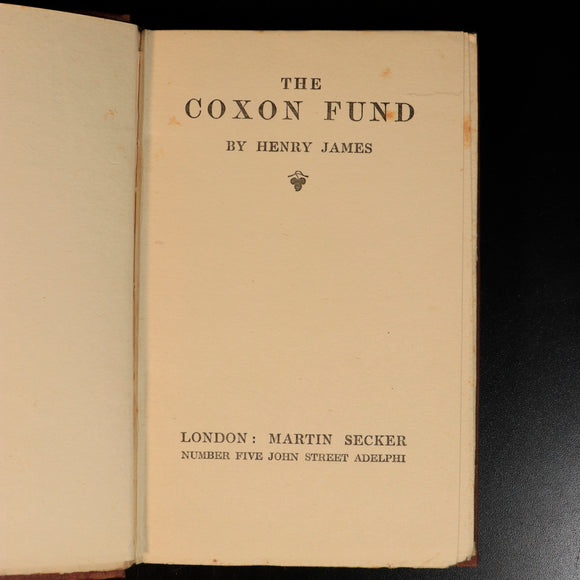 THE
COXON FUND
BY HENRY JAMES
LONDON: MARTIN SECKER
NUMBER FIVE JOHN STREET ADELPHI